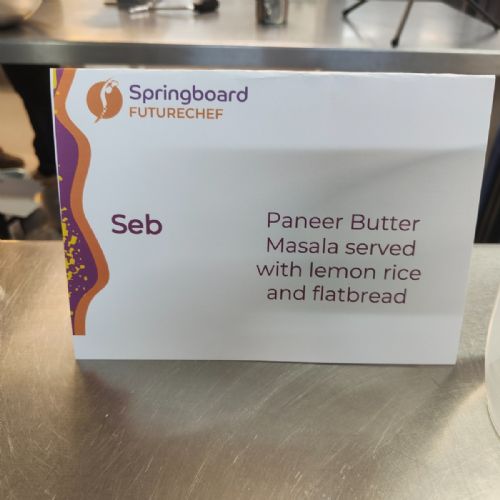 Springboard
FUTURECHEF
Seb
Paneer Butter
Masala served
with lemon rice
and flatbread